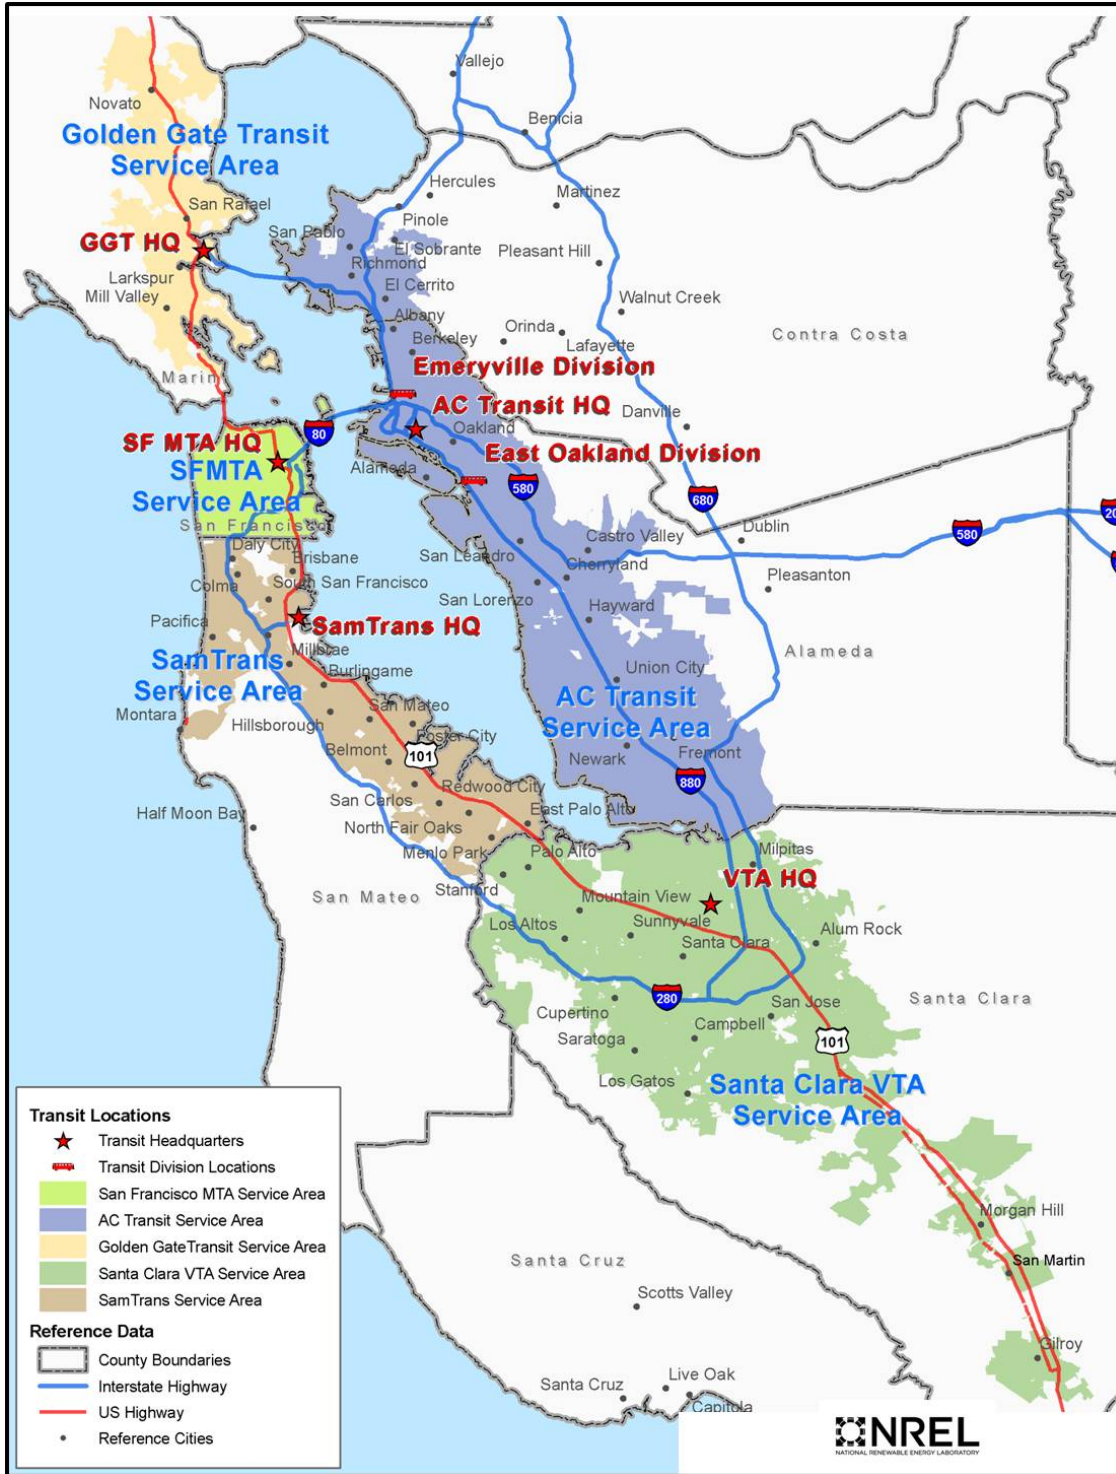 Vallejo
Novato
Benicia
Golden Gate Transit
Service Area
Hercules
Martinez
San Rafael
Pinole
San Pablo
GGT HQ
El Sobrante
Pleasant Hill
Richmond
Larkspur
El Cerrito
Mill Valley
Walnut Creek
Albany
Orinda
Contra Costa
Berkeley
Lafayette
Emeryville Division
Marin
AC Transit HQ
Danville
80
SF MTA HQ
Oakland
East Oakland Division
SFMTA
Service Area
Alameda
580
680
San Francisco
20
Dublin
580
Daly City
Castro Valley
San Leandro
Brisbane
Cherryland
Colma
South San Francisco
Pleasanton
San Lorenzo
Hayward
Pacifica
SamTrans HQ
Millbrae
Alameda
SamTrans
Service Area
Burlingame
Union City
AC Transit
Service Area
San Mateo
Montara
Hillsborough
Foster City
Belmont
101
Fremont
Newark
880
Redwood City
San Carlos
East Palo Alto
Half Moon Bay
North Fair Oaks
Menlo Park
Palo Alto
Milpitas
VTA HQ
Stanford
San Mateo
Mountain View
Los Altos
Sunnyvale
Alum Rock
Santa Clara
280
San Jose
Santa Clara
Cupertino
Campbell
Saratoga
101
Los Gatos
Santa Clara VTA
Service Area
Transit Locations
Transit Headquarters
Transit Division Locations
San Francisco MTA Service Area
AC Transit Service Area
Golden GateTransit Service Area
Santa Clara VTA Service Area
SamTrans Service Area
Reference Data
County Boundaries
Interstate Highway
US Highway
Reference Cities
Morgan Hill
San Martin
Santa Cruz
Scotts Valley
Gilroy
Live Oak
Santa Cruz
Capitola
NREL
NATIONAL RENEWABLE ENERGY LABORATORY